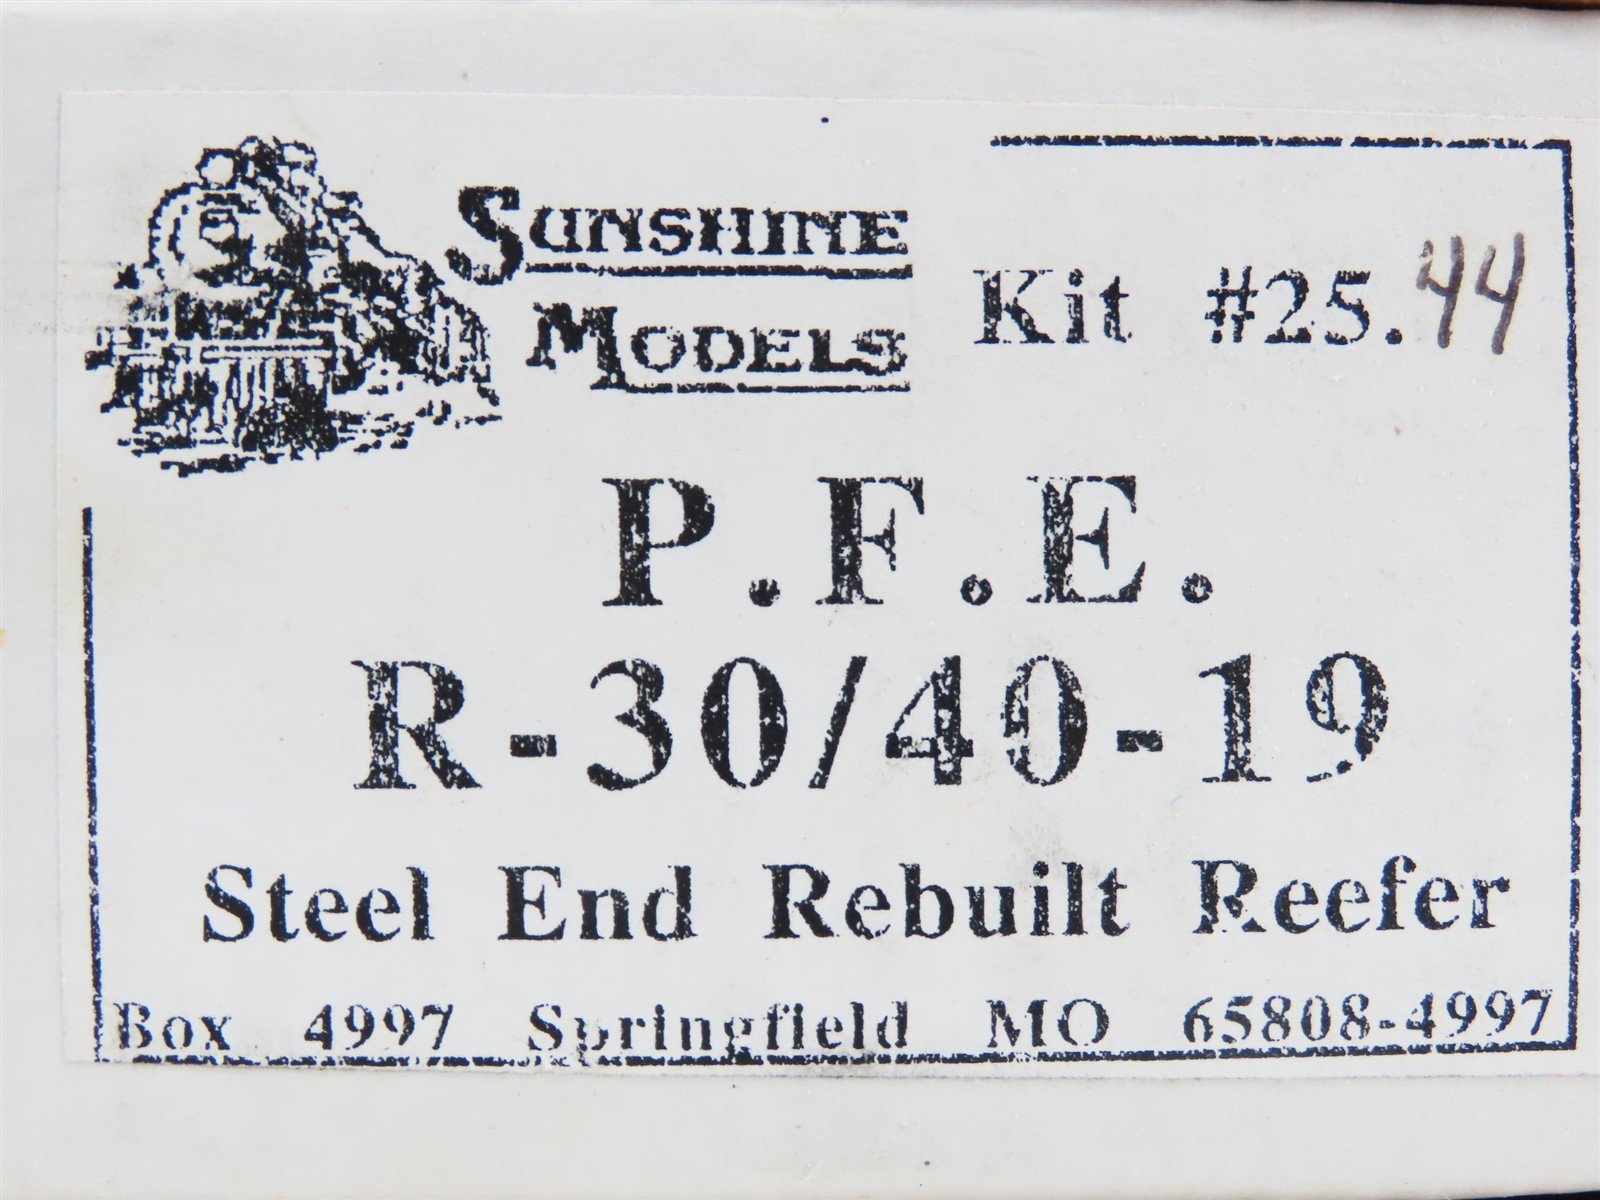 SUNSHINE
MODELS
Kit #25.44
P.F.E.
R-30/40-19
Steel End Rebuilt Reefer
Box 4997 Springfield MO 65808-4997